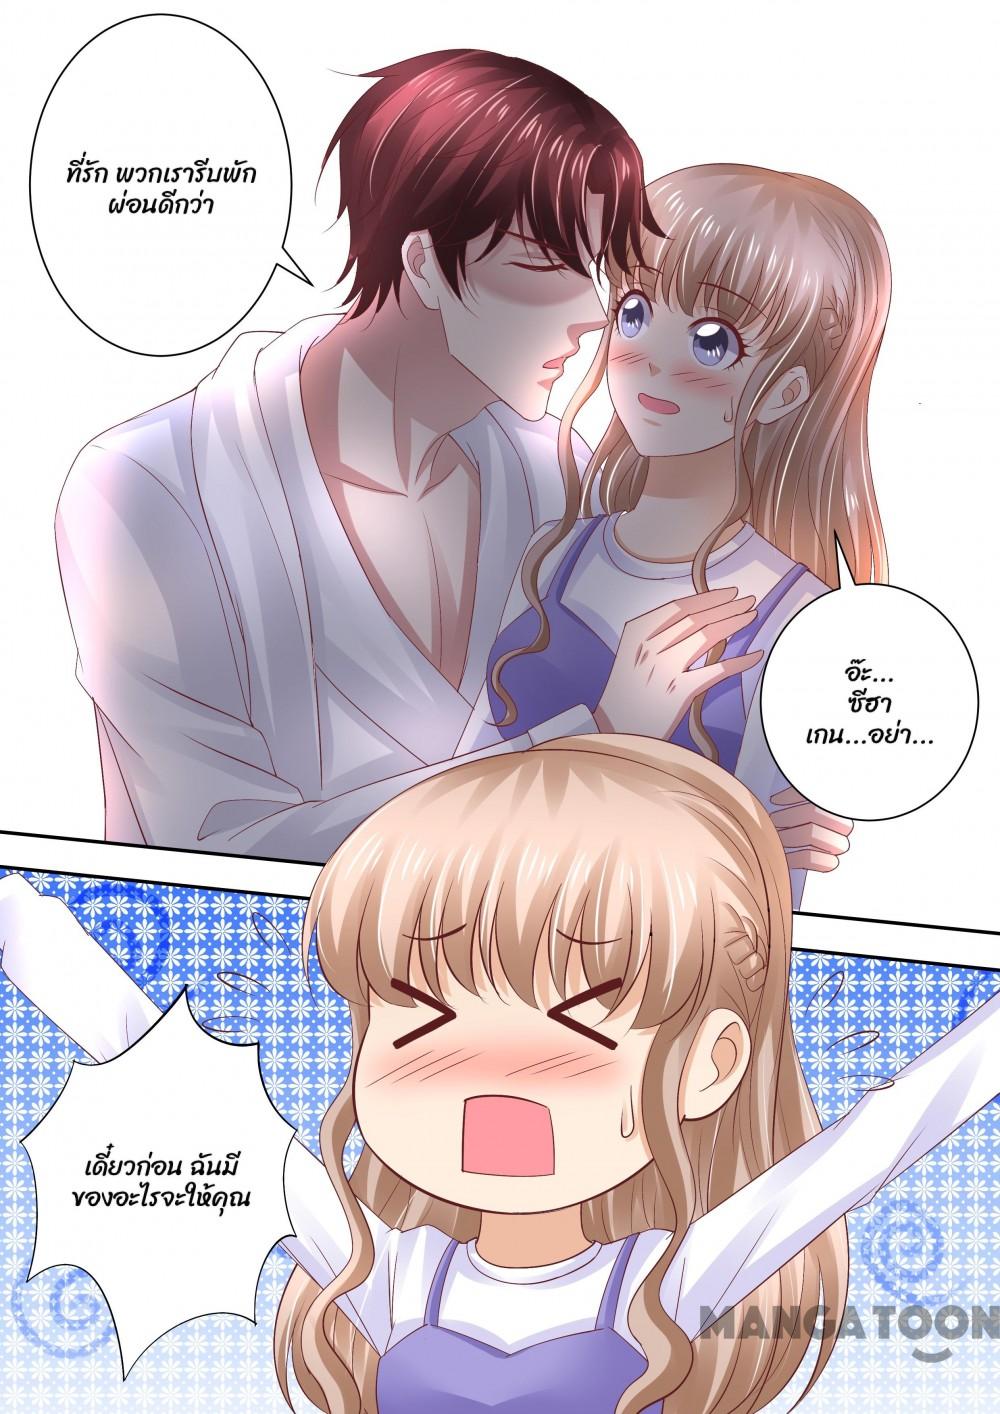 ที่รัก พวกเรารีบพัก
ผ่อนดีกว่า
อ๊ะ...
ซีฮา
เกน...อย่า...
เดี๋ยวก่อน ฉันมี
ของอะไรจะให้คุณ
MANGATOON